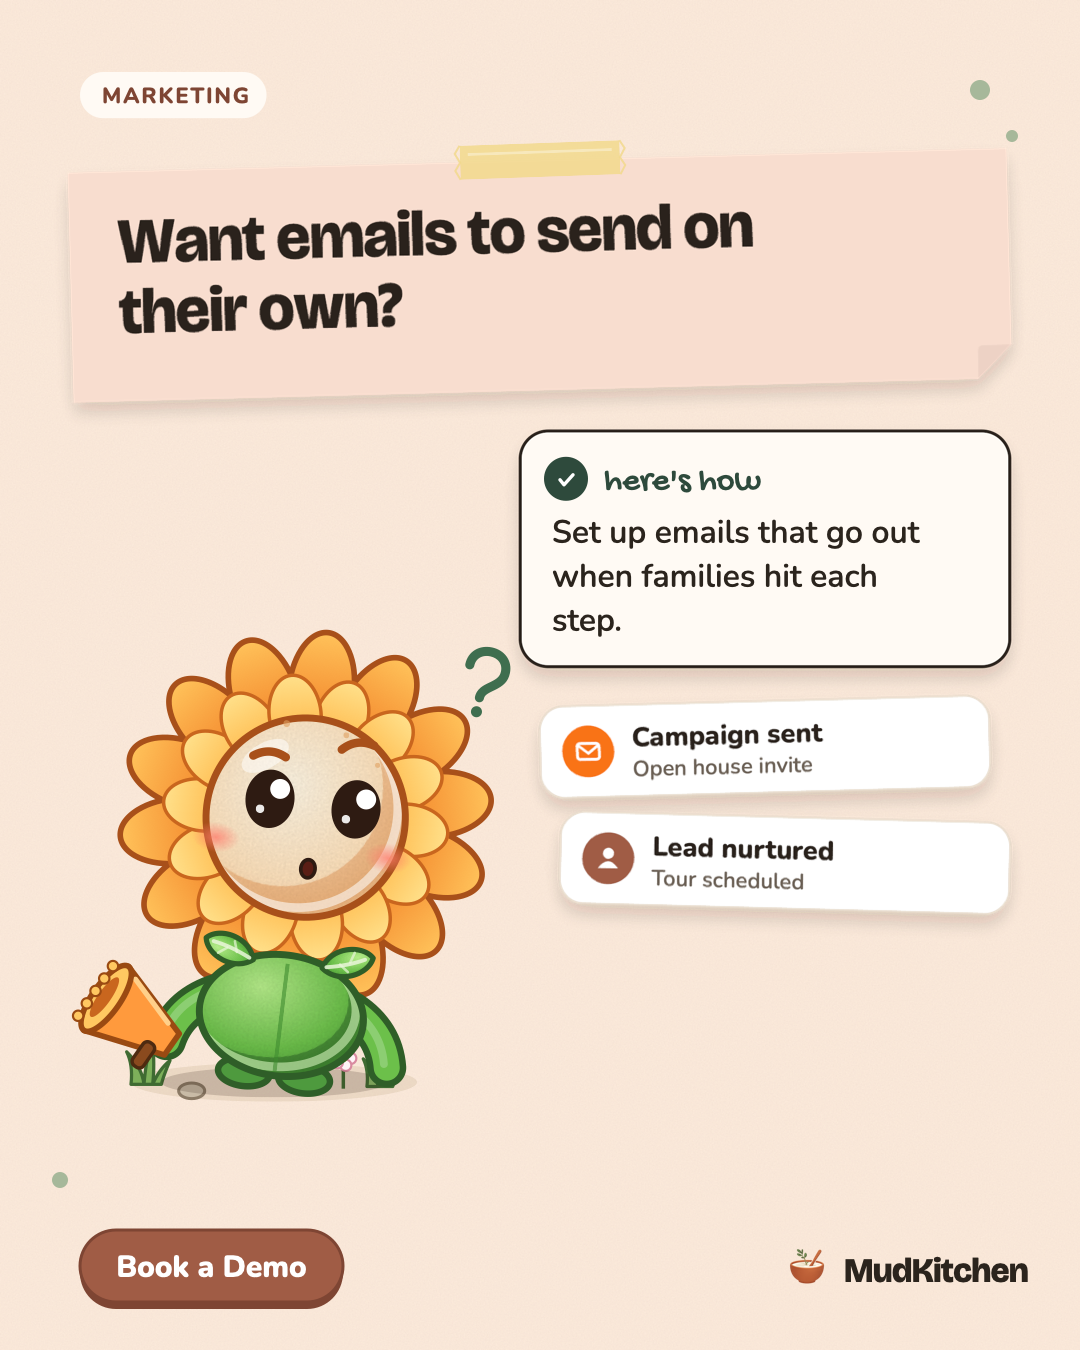 MARKETING
Want emails to send on
their own?
here's how
Set up emails that go out
when families hit each
step.
?
Campaign sent
Open house invite
Lead nurtured
Tour scheduled
Book a Demo
MudKitchen